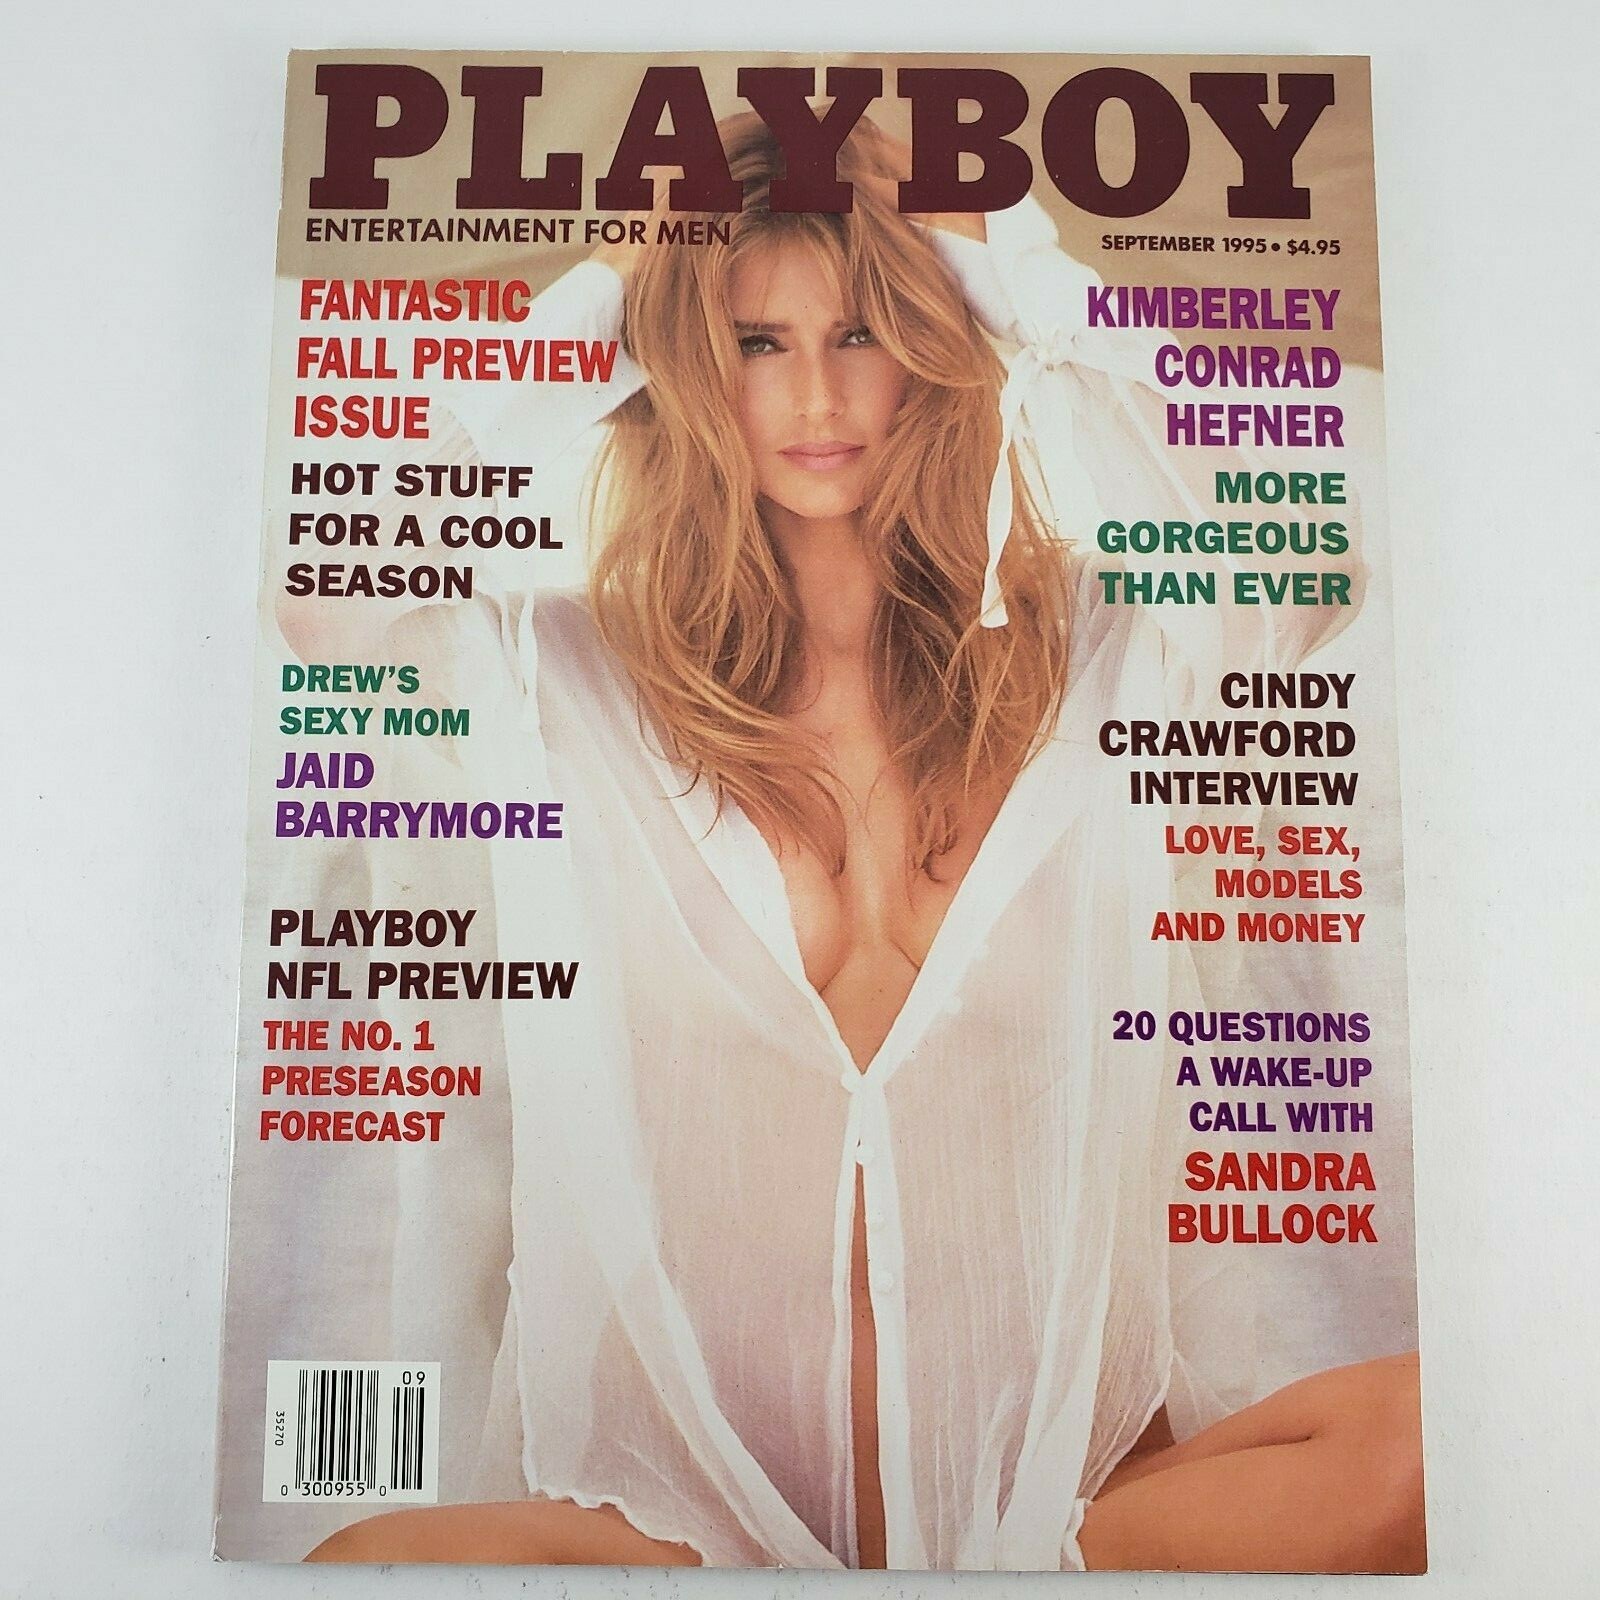 PLAYBOY
ENTERTAINMENT FOR MEN
SEPTEMBER 1995 • $4.95
FANTASTIC
FALL PREVIEW
ISSUE
HOT STUFF
FOR A COOL
SEASON
DREW'S
SEXY MOM
JAID
BARRYMORE
PLAYBOY
NFL PREVIEW
THE NO. 1
PRESEASON
FORECAST
KIMBERLEY
CONRAD
HEFNER
MORE
GORGEOUS
THAN EVER
CINDY
CRAWFORD
INTERVIEW
LOVE, SEX,
MODELS
AND MONEY
20 QUESTIONS
A WAKE-UP
CALL WITH
SANDRA
BULLOCK
09
35270
0 300955 0